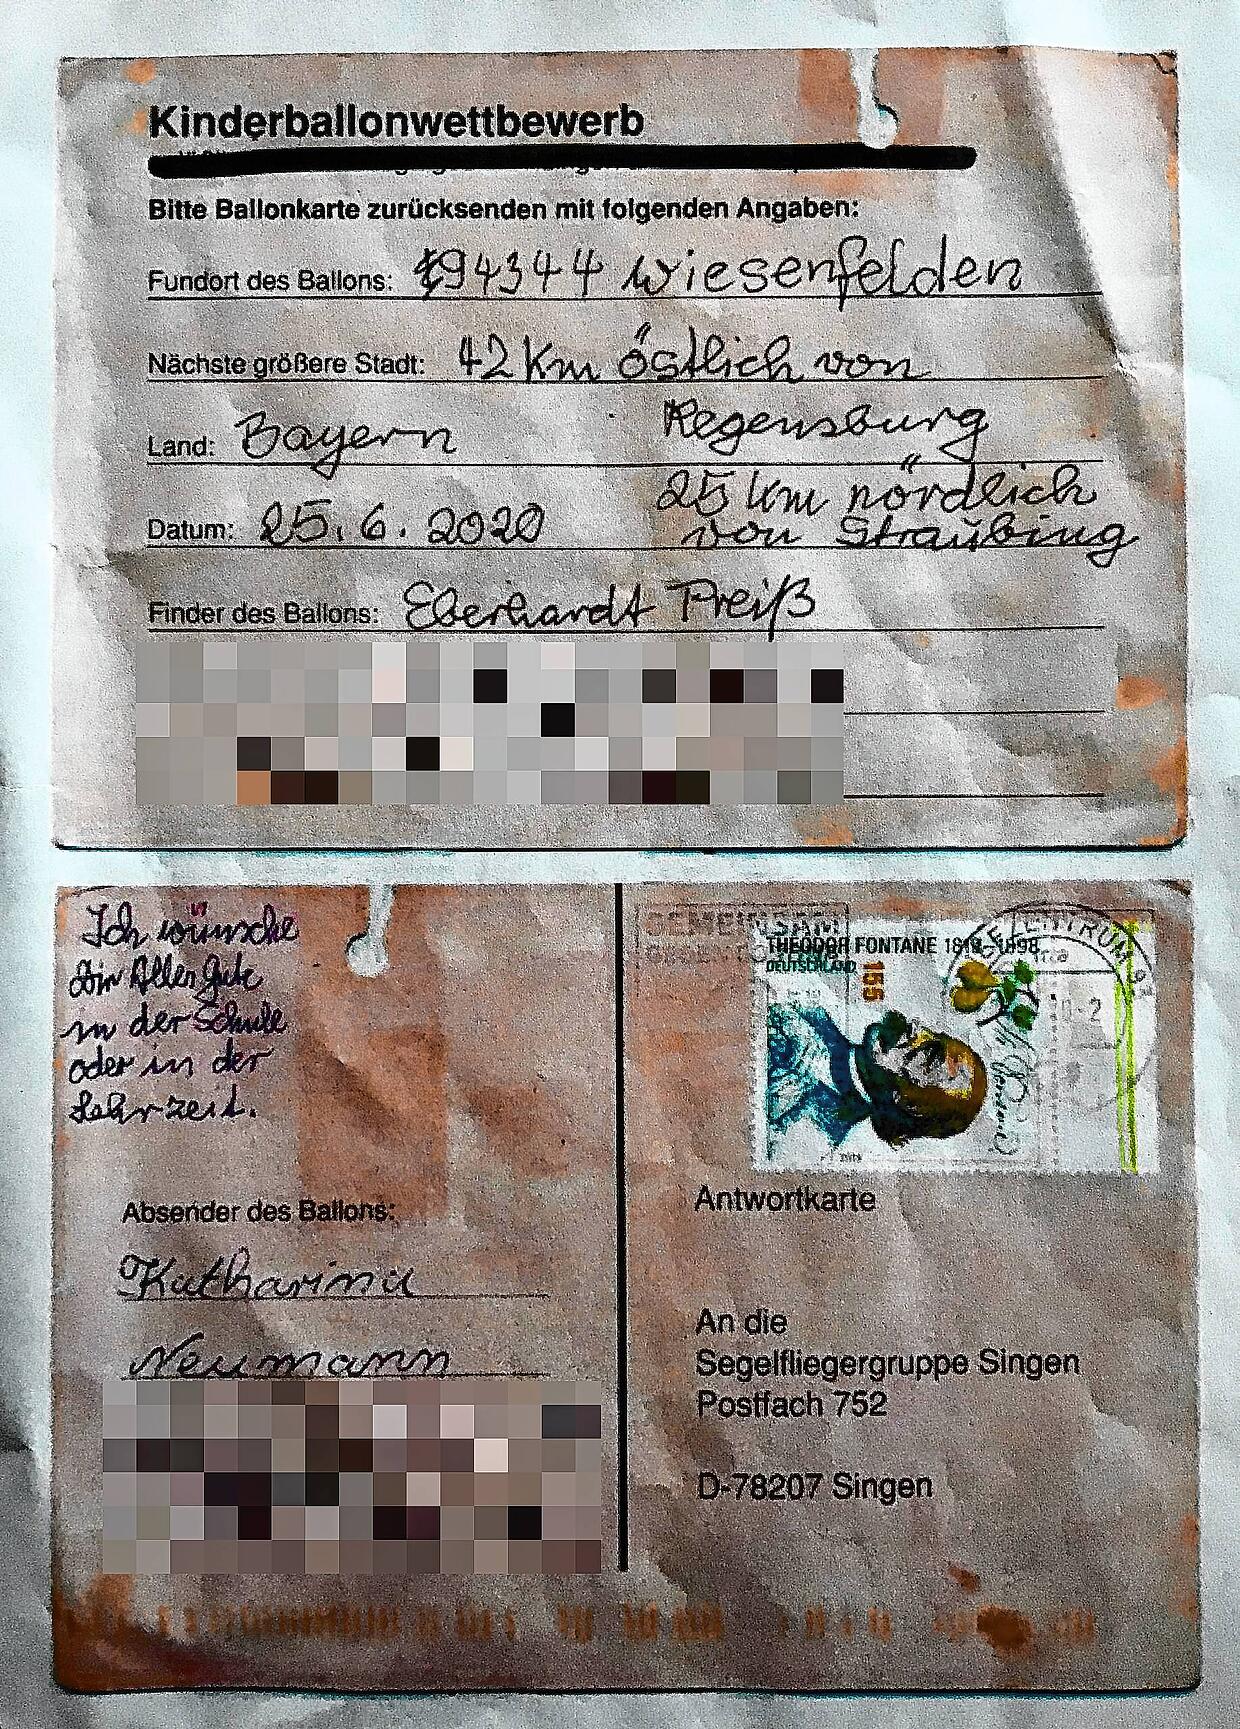 Kinderballonwettbewerb
Bitte Ballonkarte zurücksenden mit folgenden Angaben:
Fundort des Ballons: 94344 Wiesenfelden
Nächste größere Stadt: 42 Km östlich von
Regensburg
Land: Bayern
25 km nördlich
von Straubing
Datum: 25.6.2020
Finder des Ballons: Eberhardt Preiß
Ich wünsche
Dir Alles Gute
in der Schule
oder in der
Lehrzeit.
Absender des Ballons:
Katharina
Neumann
GEMEINSAM
THEODOR FONTANE 1819–1898
DEUTSCHLAND
155
Antwortkarte
An die
Segelfliegergruppe Singen
Postfach 752
D-78207 Singen